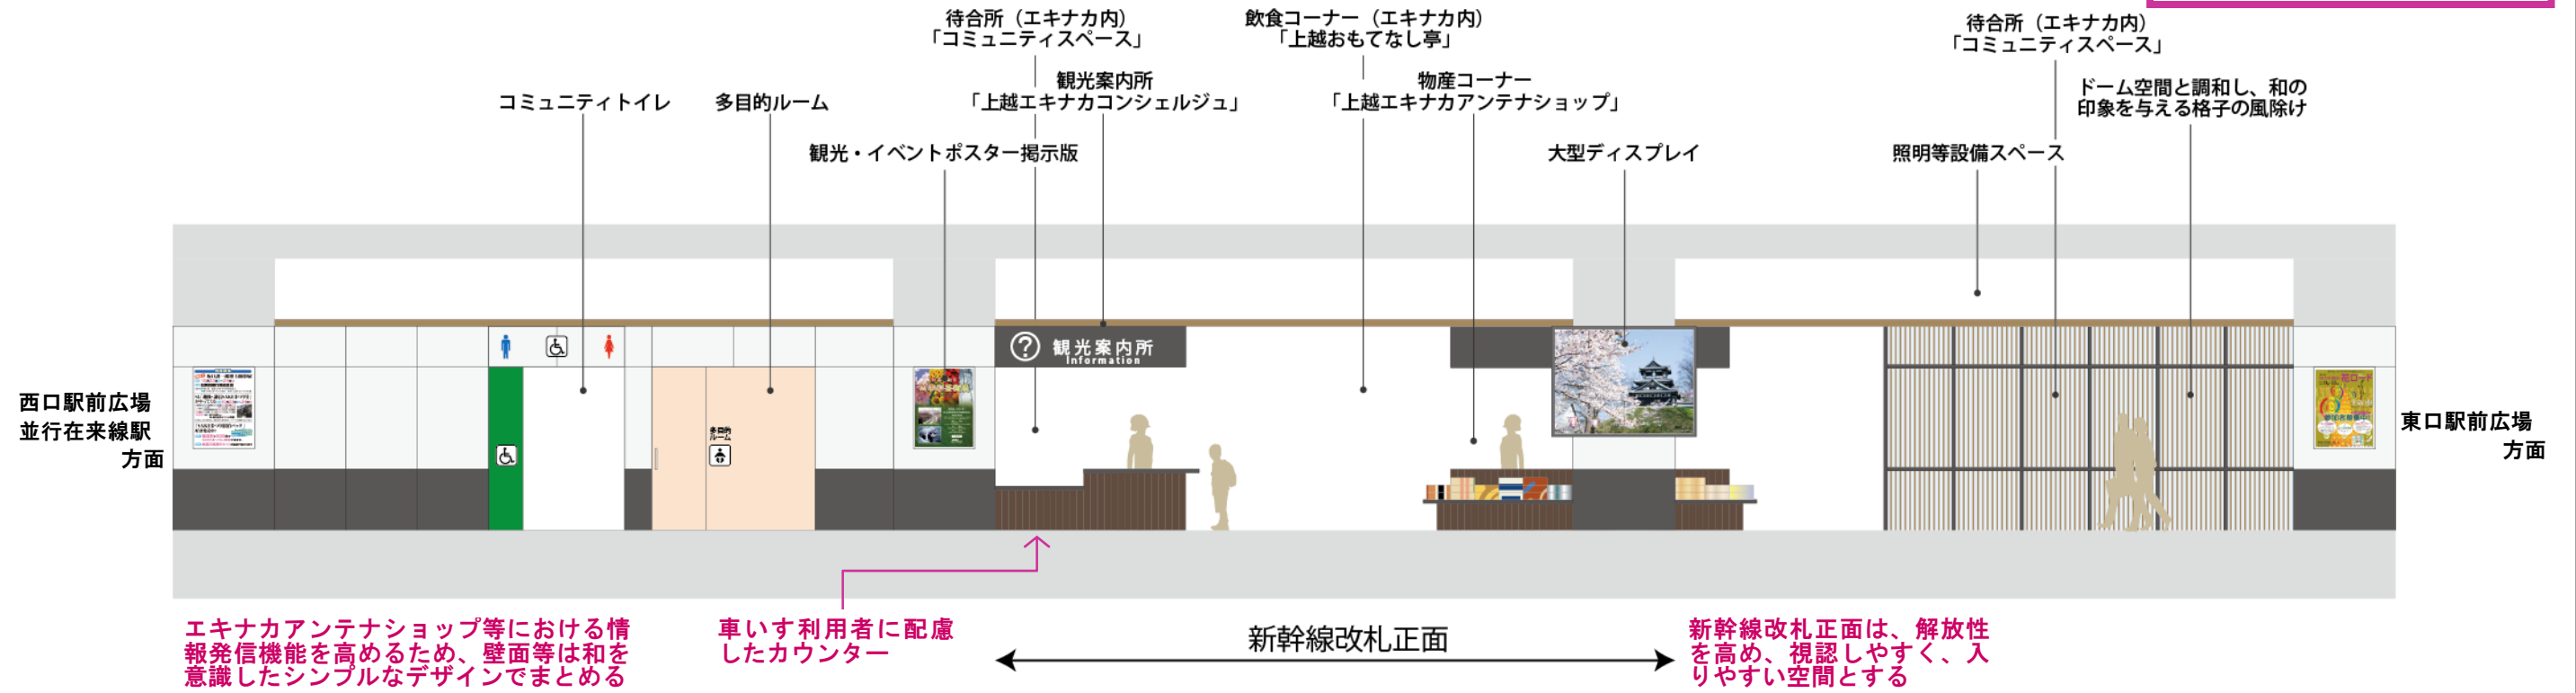 待合所（エキナカ内）
「コミュニティスペース」
飲食コーナー（エキナカ内）
「上越おもてなし亭」
待合所（エキナカ内）
「コミュニティスペース」
観光案内所
「上越エキナカコンシェルジュ」
物産コーナー
「上越エキナカアンテナショップ」
ドーム空間と調和し、和の
印象を与える格子の風除け
コミュニティトイレ
多目的ルーム
観光・イベントポスター掲示版
大型ディスプレイ
照明等設備スペース
観光案内所
Information
多目的
ルーム
西口駅前広場
並行在来線駅
方面
東口駅前広場
方面
エキナカアンテナショップ等における情
報発信機能を高めるため、壁面等は和を
意識したシンプルなデザインでまとめる
車いす利用者に配慮
したカウンター
新幹線改札正面
新幹線改札正面は、解放性
を高め、視認しやすく、入
りやすい空間とする